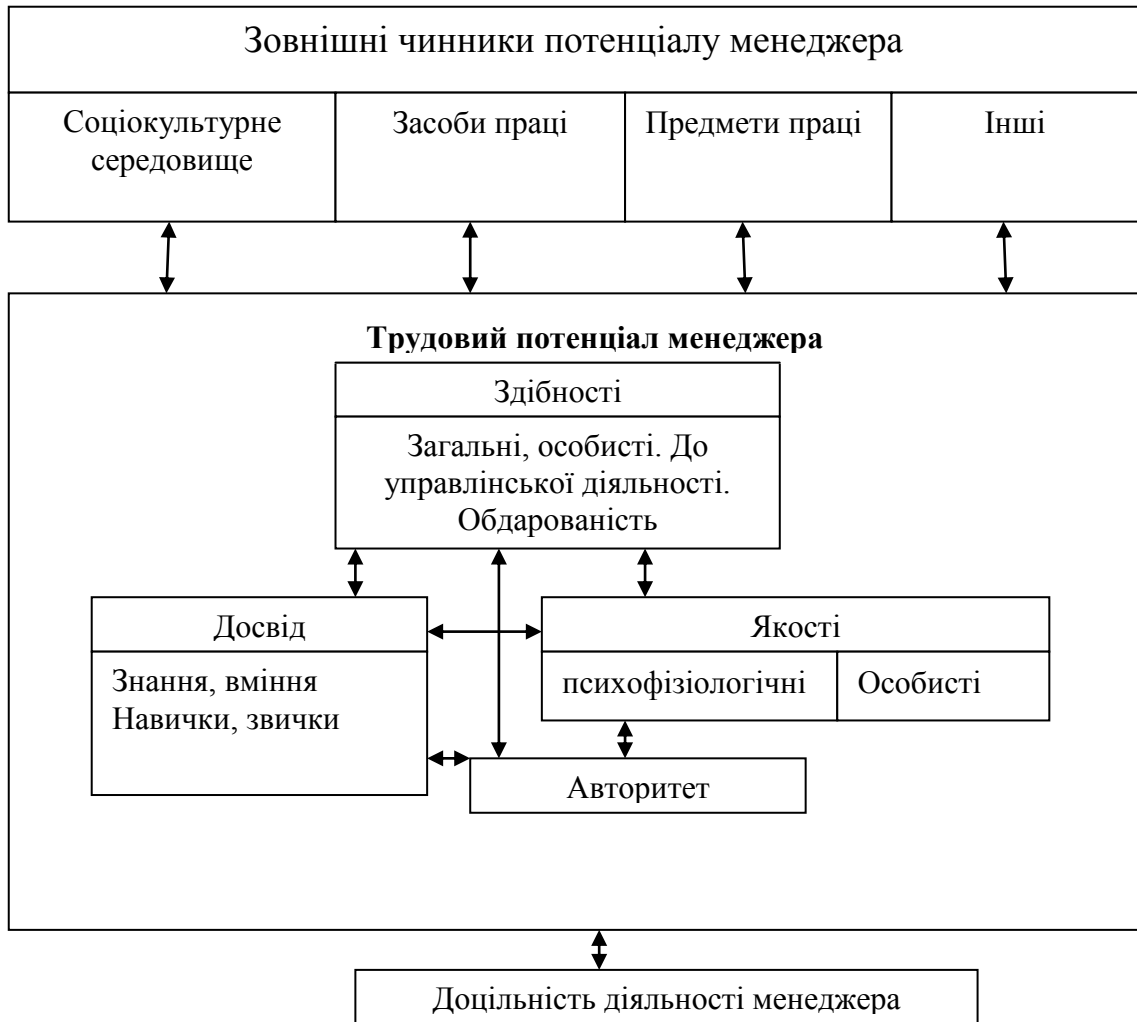 Зовнішні чинники потенціалу менеджера
Соціокультурне
середовище
Засоби праці
Предмети праці
Інші
Трудовий потенціал менеджера
Здібності
Загальні, особисті. До
управлінської діяльності.
Обдарованість
Досвід
Знання, вміння
Навички, звички
Якості
психофізіологічні
Особисті
Авторитет
Доцільність діяльності менеджера